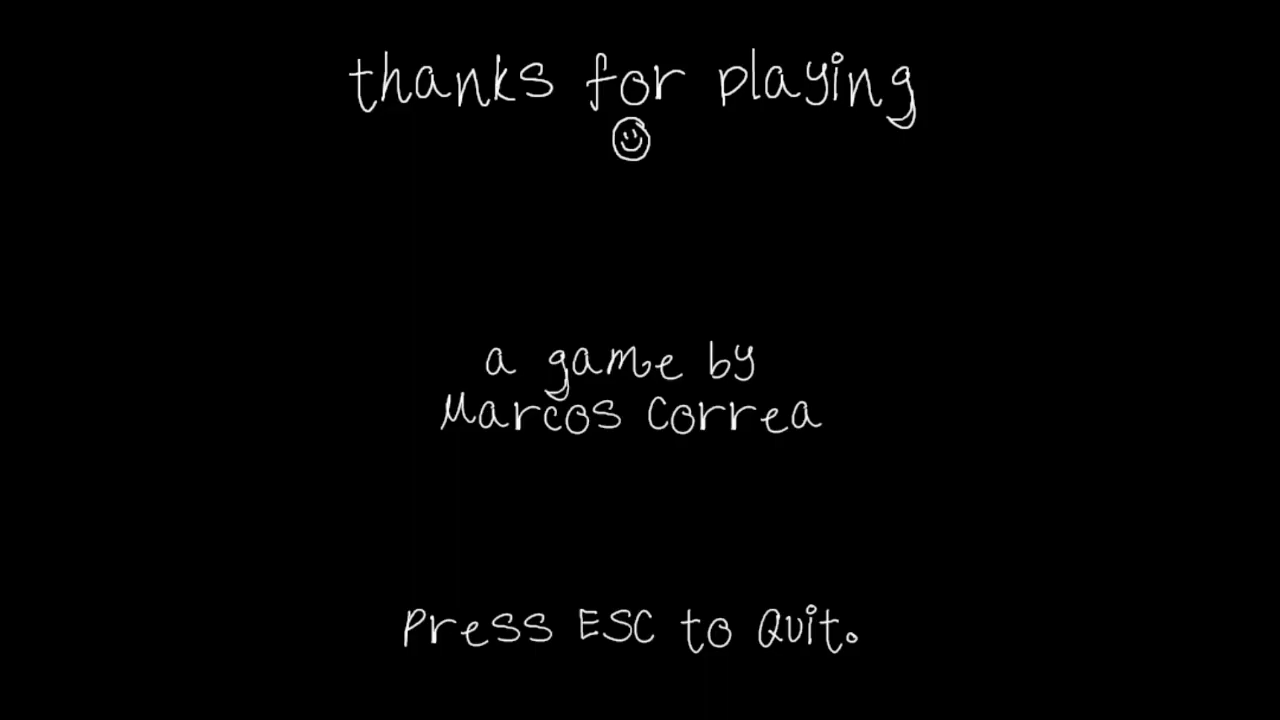 thanks for playing
a game by
Marcos Correa
Press ESC to Quit.